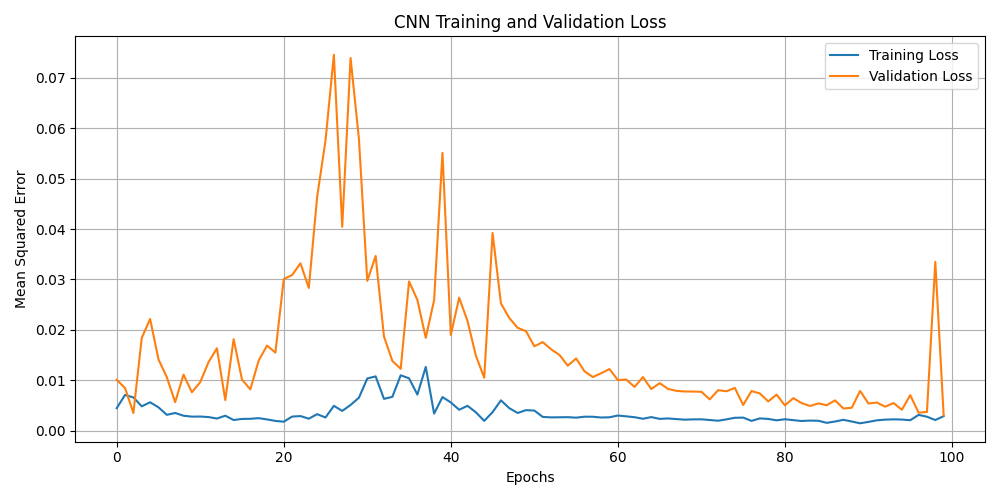 CNN Training and Validation Loss
Training Loss
Validation Loss
Mean Squared Error
0.07
0.06
0.05
0.04
0.03
0.02
0.01
0.00
0 20 40 60 80 100
Epochs